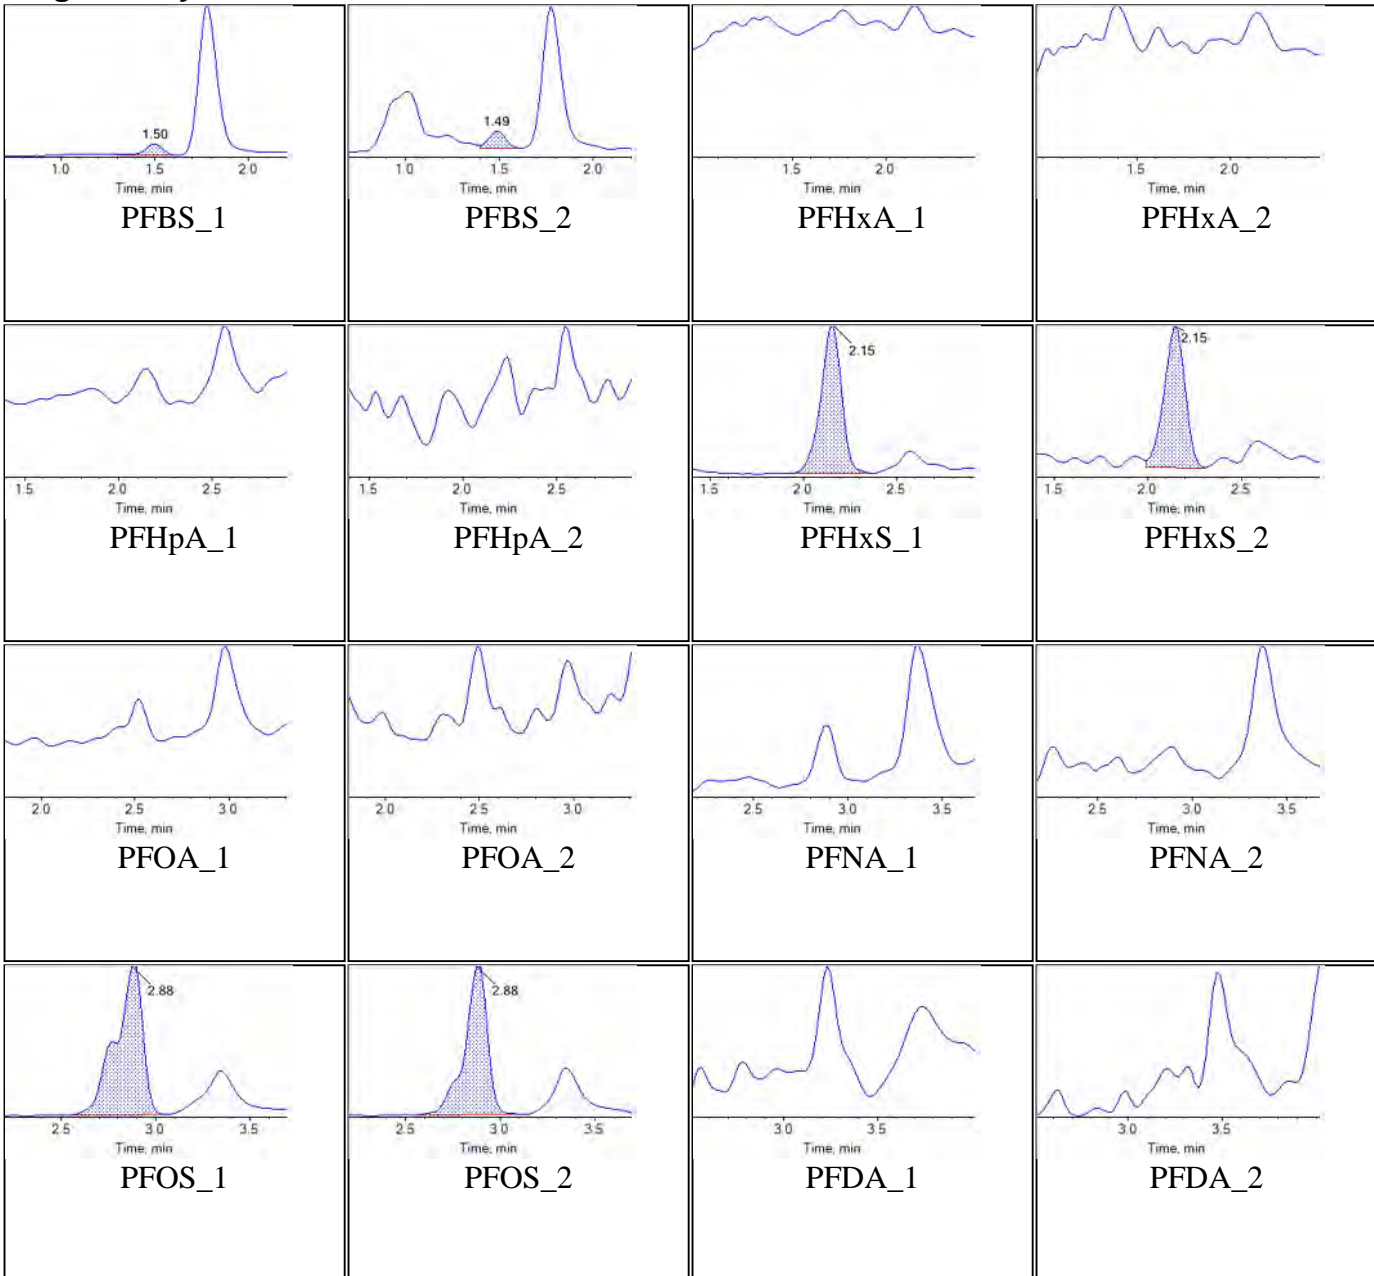 1.50
1.0 1.5 2.0
Time, min
PFBS_1
1.49
1.0 1.5 2.0
Time, min
PFBS_2
1.5 2.0
Time, min
PFHxA_1
1.5 2.0
Time, min
PFHxA_2
1.5 2.0 2.5
Time, min
PFHpA_1
1.5 2.0 2.5
Time, min
PFHpA_2
2.15
1.5 2.0 2.5
Time, min
PFHxS_1
2.15
1.5 2.0 2.5
Time, min
PFHxS_2
2.0 2.5 3.0
Time, min
PFOA_1
2.0 2.5 3.0
Time, min
PFOA_2
2.5 3.0 3.5
Time, min
PFNA_1
2.5 3.0 3.5
Time, min
PFNA_2
2.88
2.5 3.0 3.5
Time, min
PFOS_1
2.88
2.5 3.0 3.5
Time, min
PFOS_2
3.0 3.5
Time, min
PFDA_1
3.0 3.5
Time, min
PFDA_2